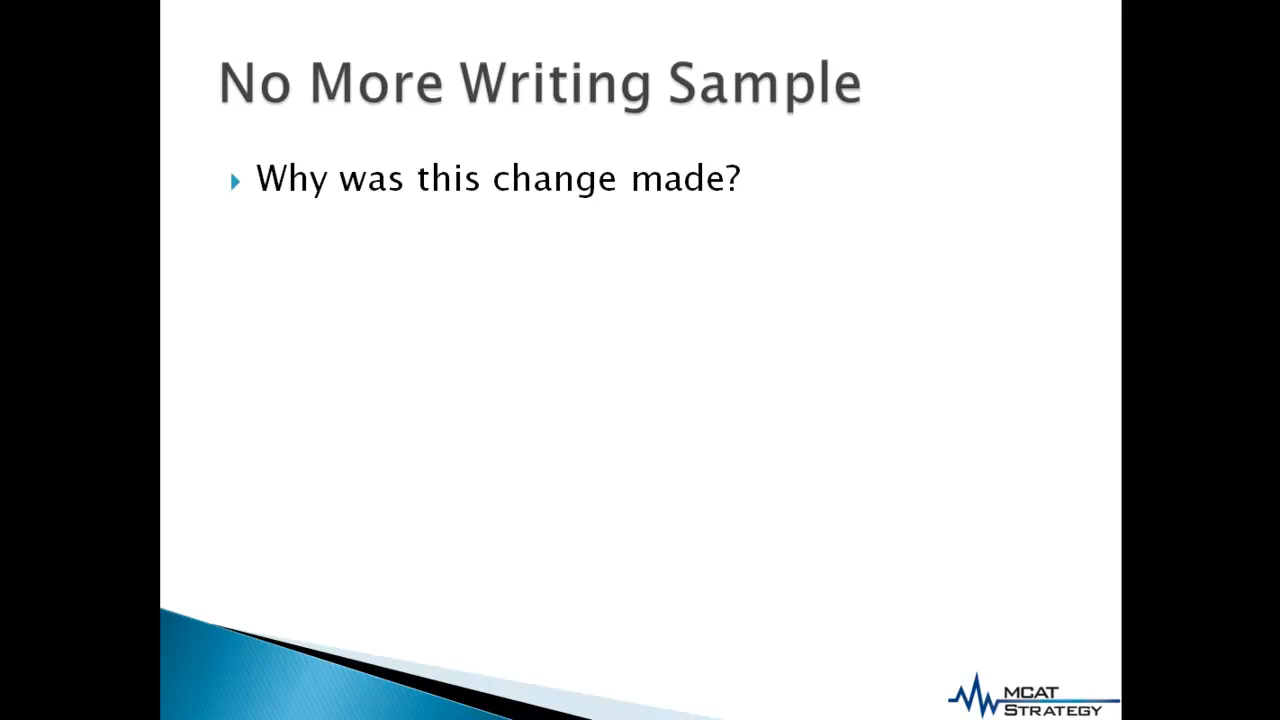 No More Writing Sample
Why was this change made?
MCAT
STRATEGY